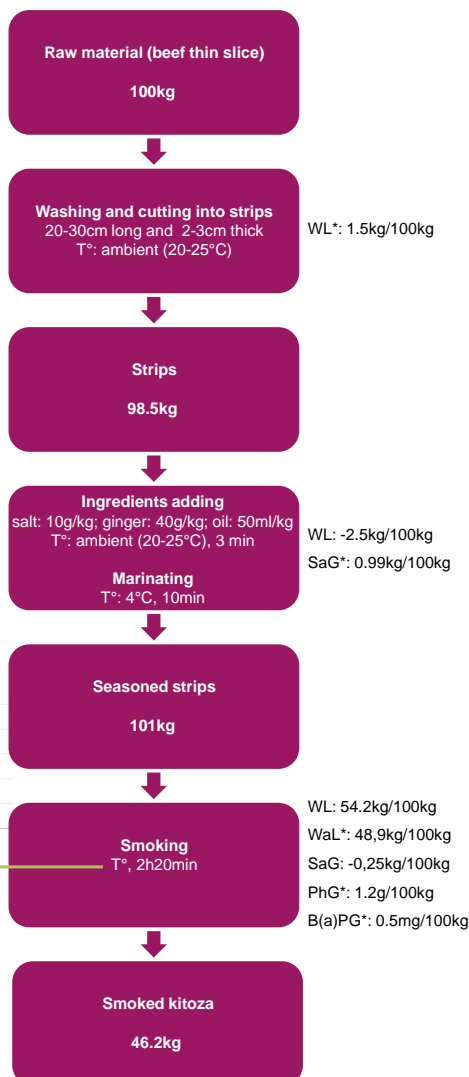 Raw material (beef thin slice)
100kg
Washing and cutting into strips
20-30cm long and 2-3cm thick
T°: ambient (20-25°C)
WL*: 1.5kg/100kg
Strips
98.5kg
Ingredients adding
salt: 10g/kg; ginger: 40g/kg; oil: 50ml/kg
T°: ambient (20-25°C), 3 min
Marinating
T°: 4°C, 10min
WL: -2.5kg/100kg
SaG*: 0.99kg/100kg
Seasoned strips
101kg
Smoking
T°, 2h20min
WL: 54.2kg/100kg
WaL*: 48,9kg/100kg
SaG: -0,25kg/100kg
PhG*: 1.2g/100kg
B(a)PG*: 0.5mg/100kg
Smoked kitoza
46.2kg